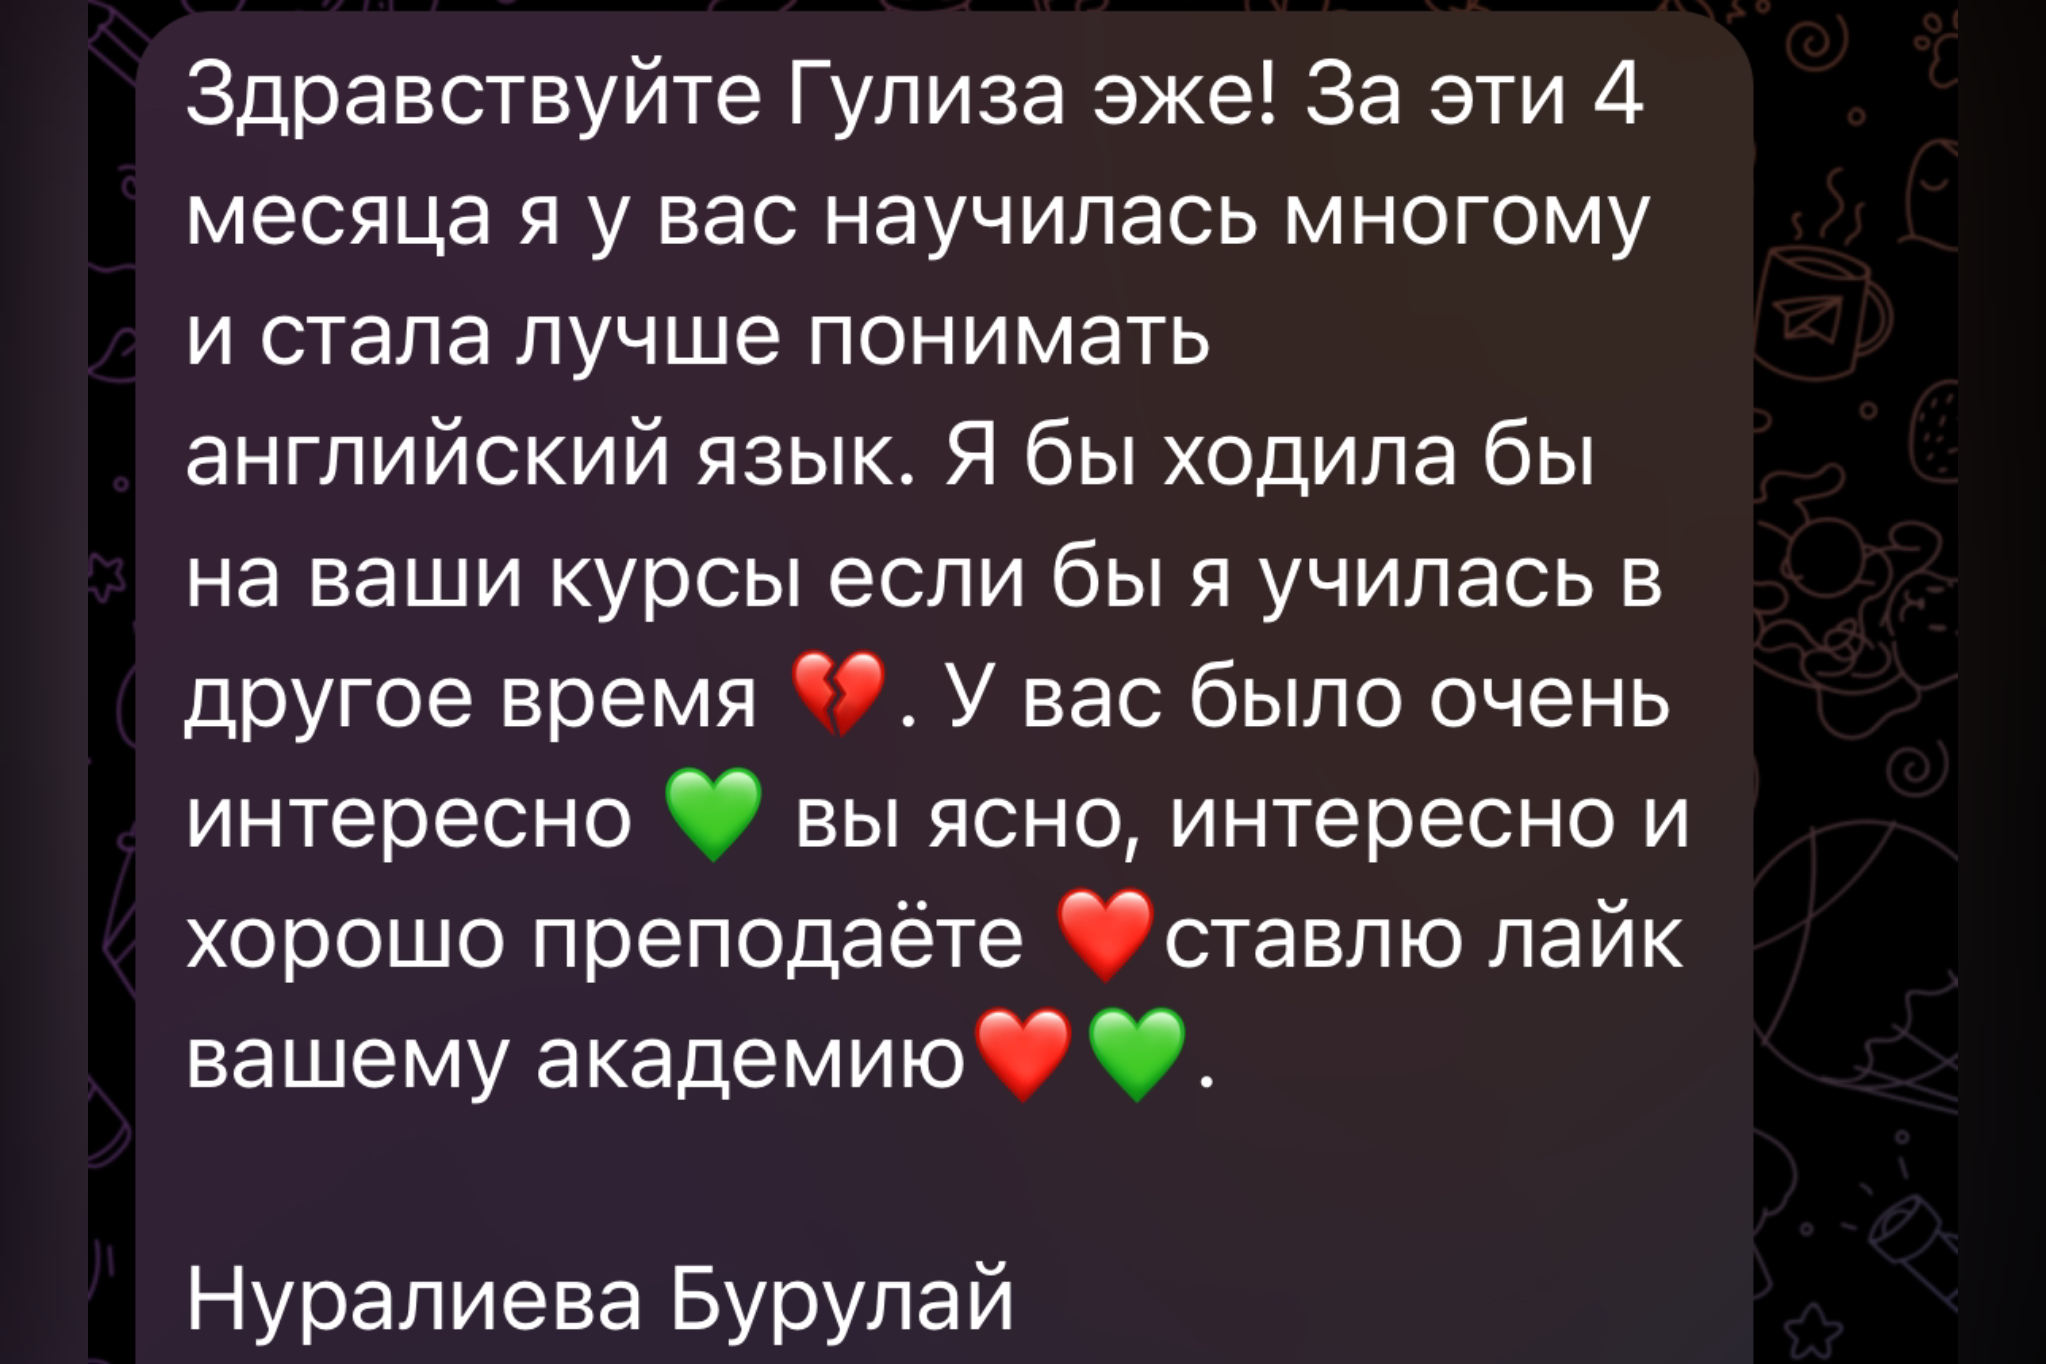 Здравствуйте Гулиза эже! За эти 4
месяца я у вас научилась многому
и стала лучше понимать
английский язык. Я бы ходила бы
на ваши курсы если бы я училась в
другое время 💔. У вас было очень
интересно 💚 вы ясно, интересно и
хорошо преподаёте ❤️ставлю лайк
вашему академию❤️💚.
Нуралиева Бурулай